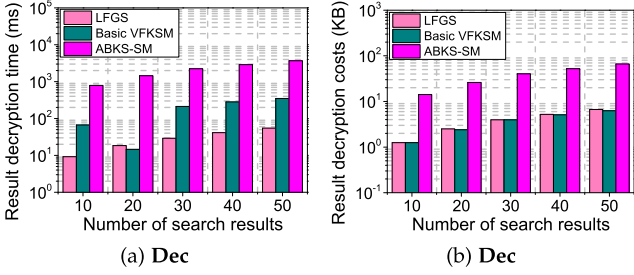 Result decryption time (ms)
10^5
10^4
10^3
10^2
10^1
10^0
LFGS
Basic VFKSM
ABKS-SM
10 20 30 40 50
Number of search results
(a) Dec
Result decryption costs (KB)
10^3
10^2
10^1
10^0
10^-1
LFGS
Basic VFKSM
ABKS-SM
10 20 30 40 50
Number of search results
(b) Dec